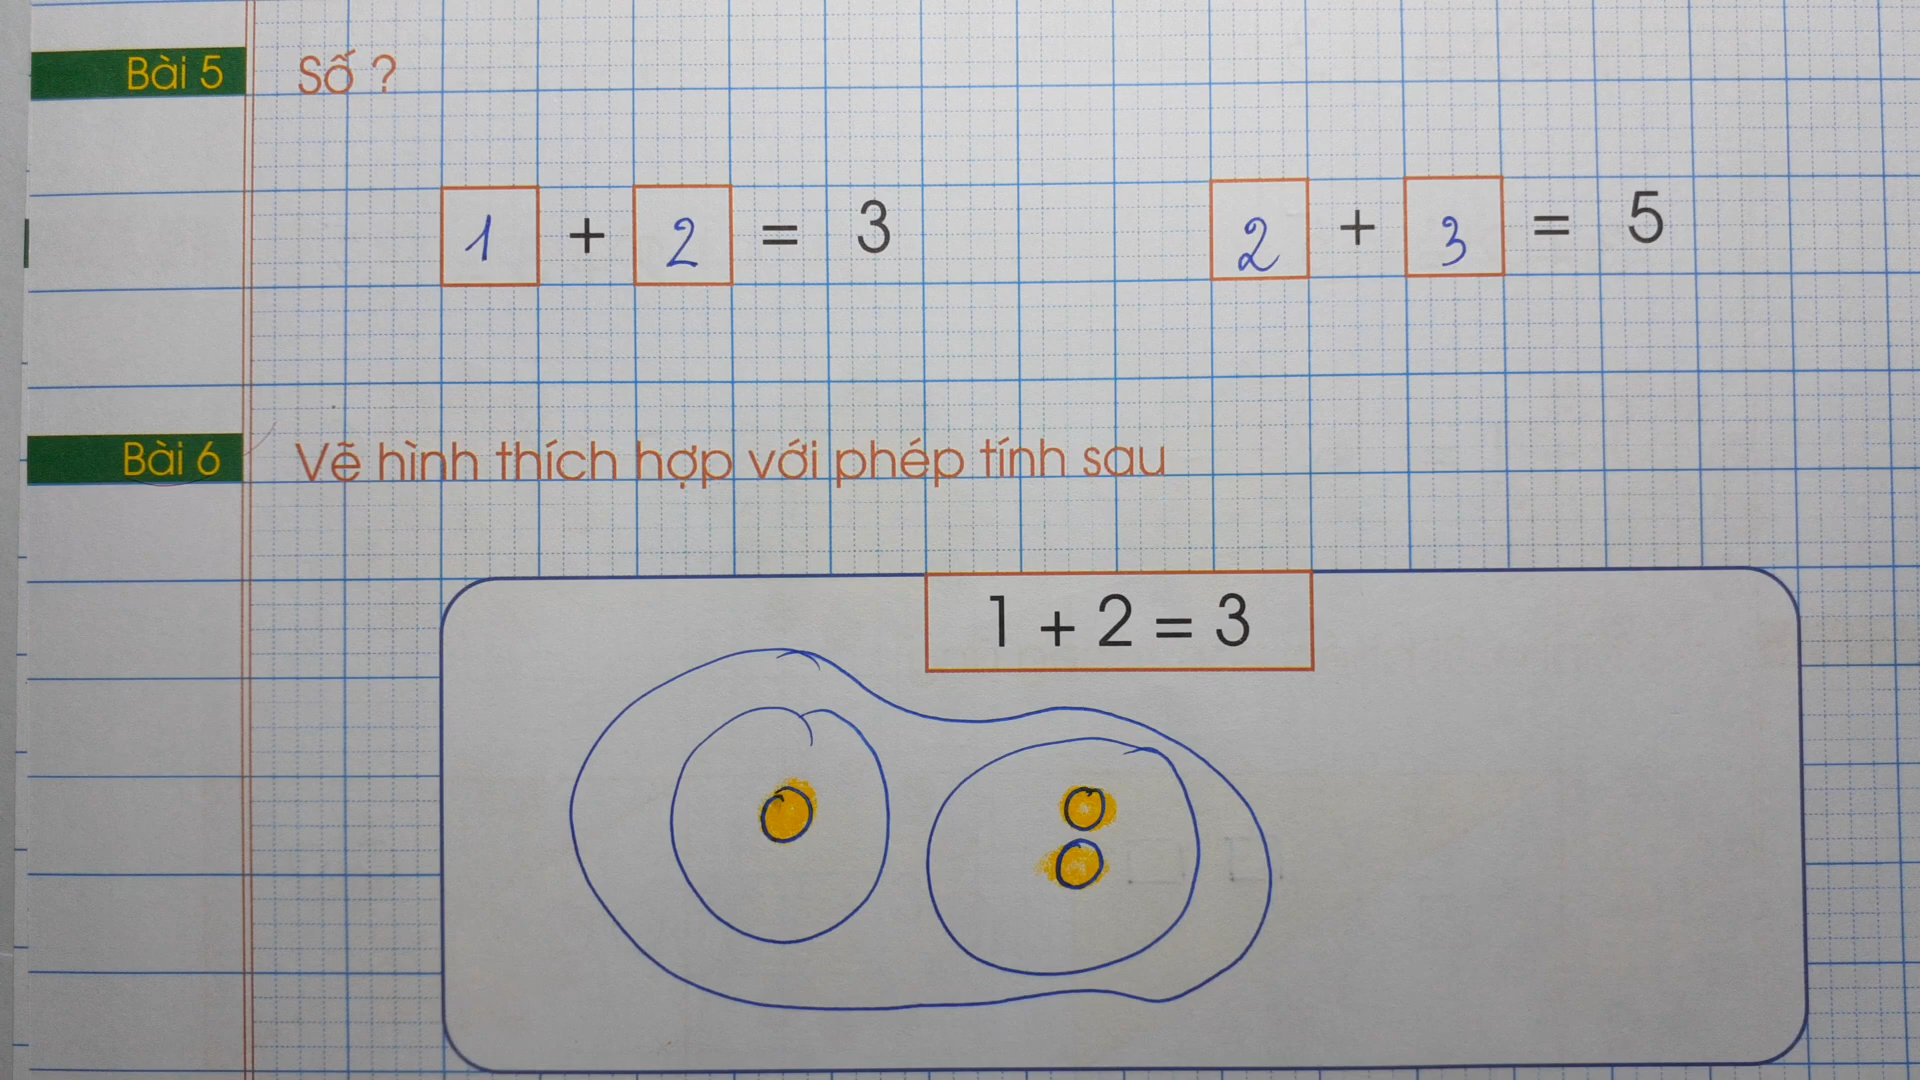 Bài 5 Số ?
1 + 2 = 3 2 + 3 = 5
Bài 6 Vẽ hình thích hợp với phép tính sau
1 + 2 = 3